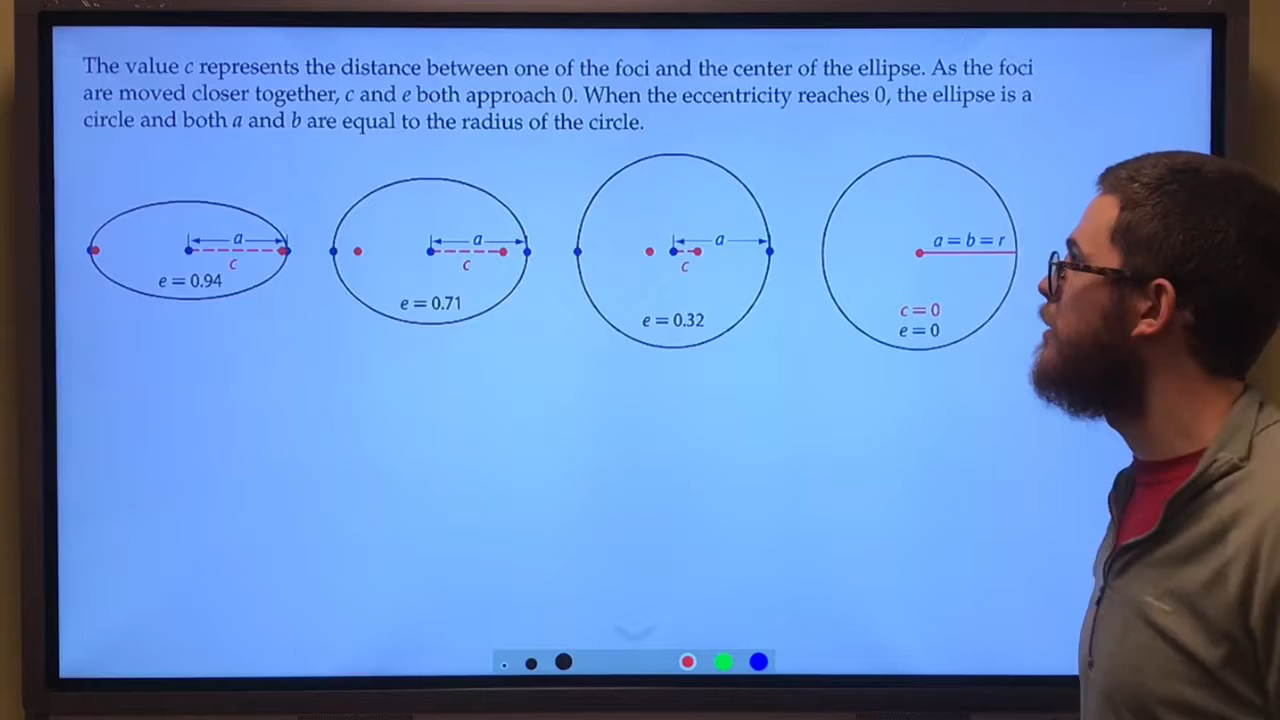 The value c represents the distance between one of the foci and the center of the ellipse. As the foci
are moved closer together, c and e both approach 0. When the eccentricity reaches 0, the ellipse is a
circle and both a and b are equal to the radius of the circle.
a
c
e = 0.94
a
c
e = 0.71
a
c
e = 0.32
a = b = r
c = 0
e = 0